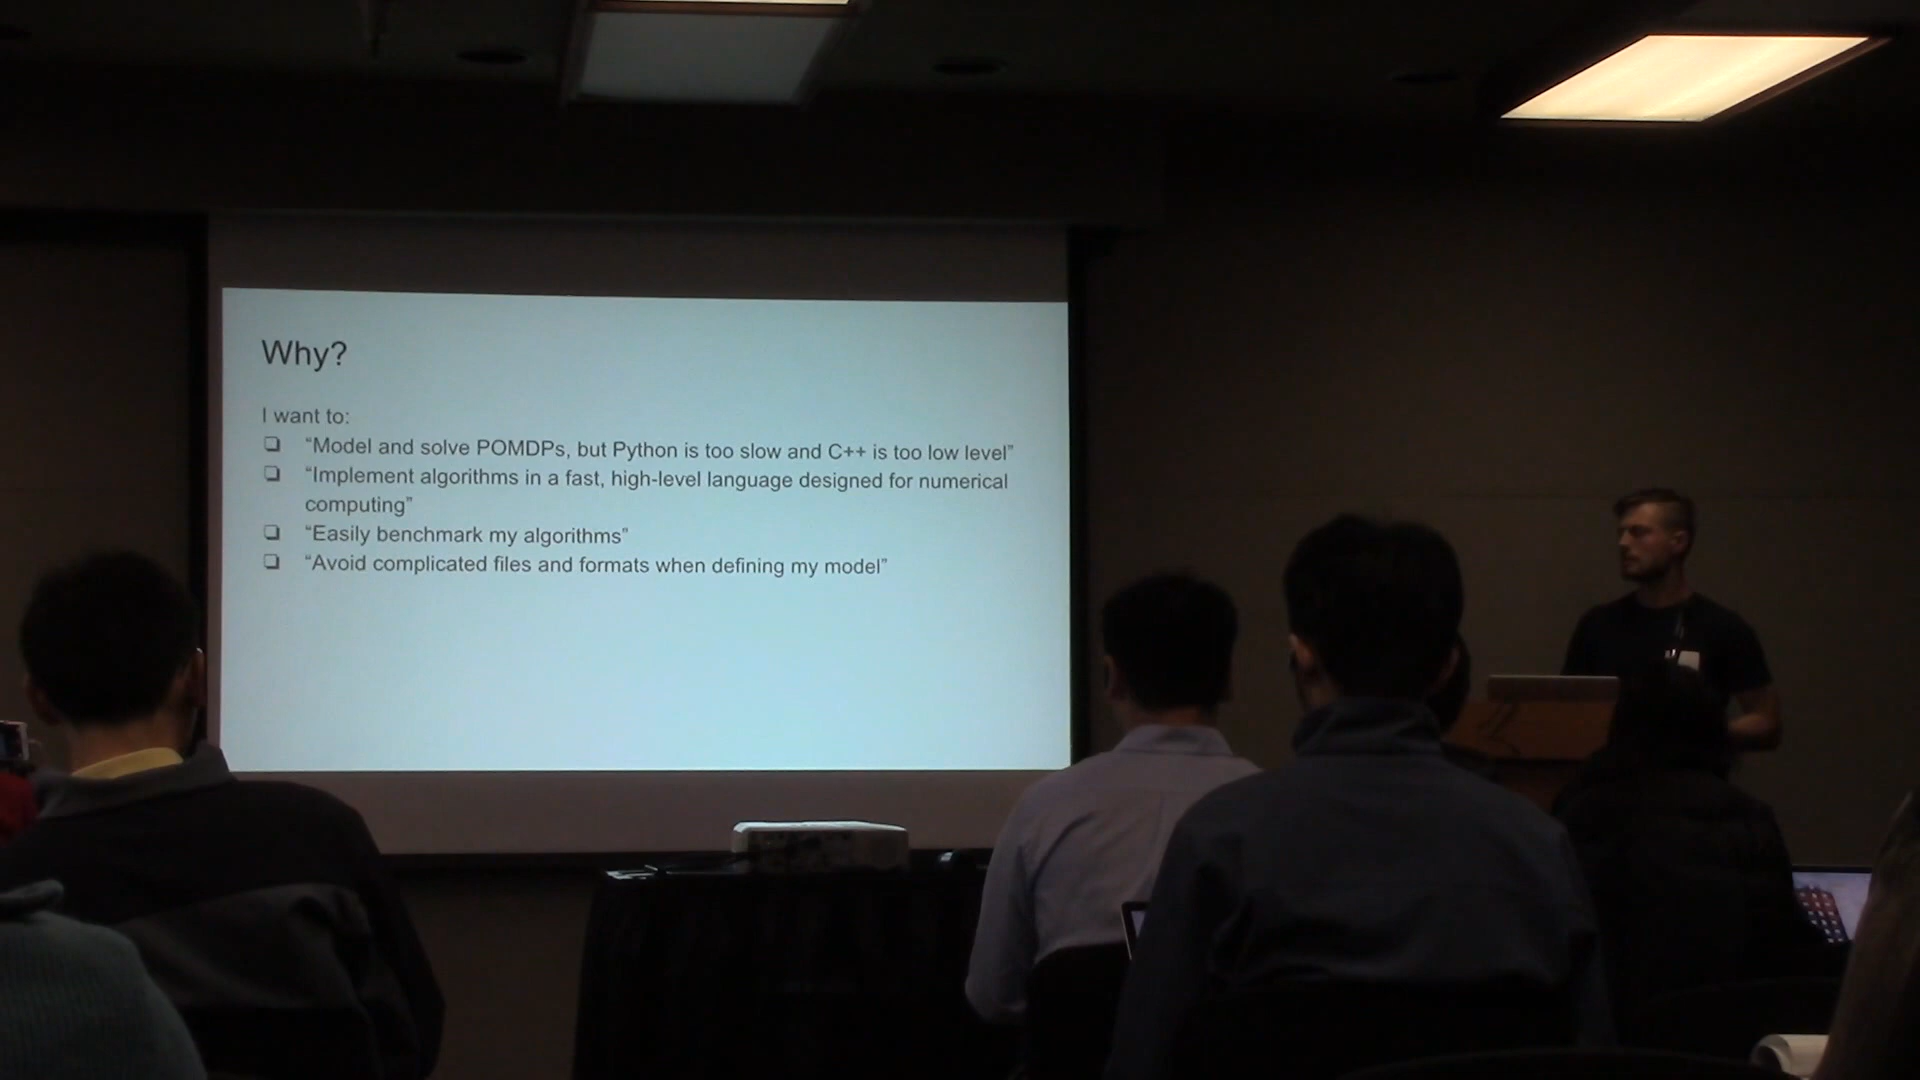 Why?
I want to:
“Model and solve POMDPs, but Python is too slow and C++ is too low level”
“Implement algorithms in a fast, high-level language designed for numerical
computing”
“Easily benchmark my algorithms”
“Avoid complicated files and formats when defining my model”